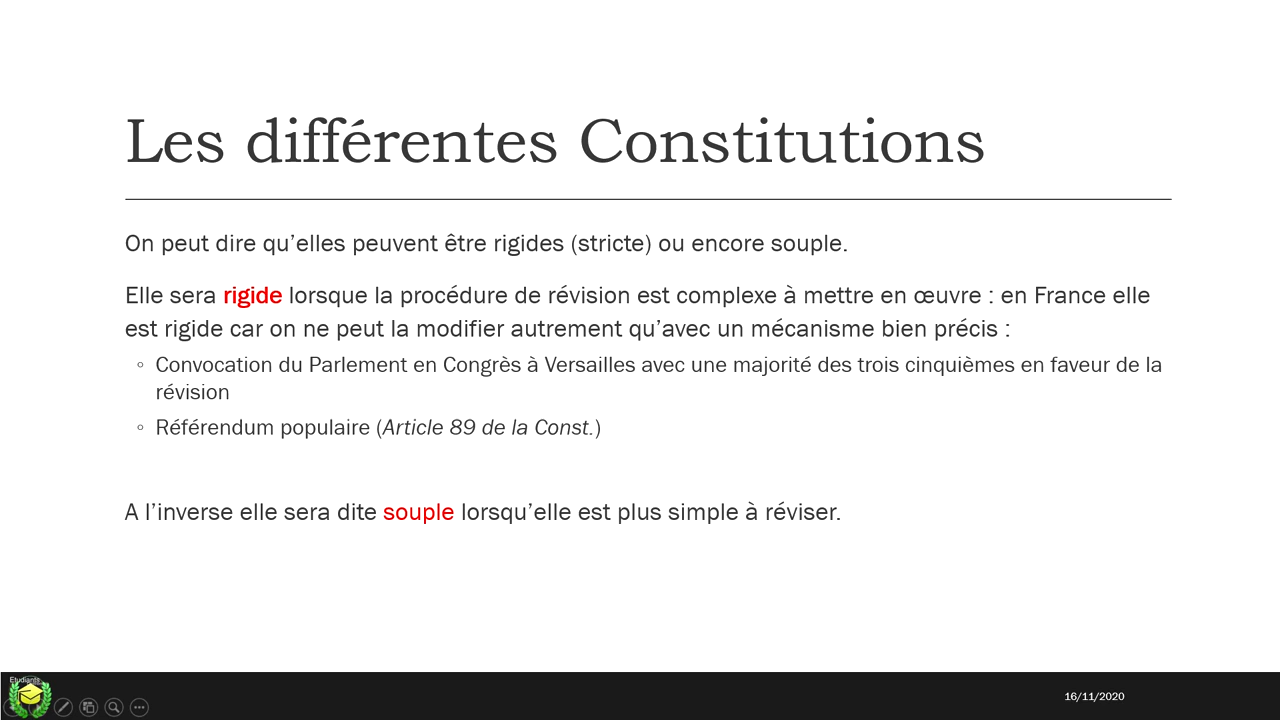 Les différentes Constitutions
On peut dire qu’elles peuvent être rigides (stricte) ou encore souple.
Elle sera rigide lorsque la procédure de révision est complexe à mettre en œuvre : en France elle
est rigide car on ne peut la modifier autrement qu’avec un mécanisme bien précis :
◦ Convocation du Parlement en Congrès à Versailles avec une majorité des trois cinquièmes en faveur de la
révision
◦ Référendum populaire (Article 89 de la Const.)
A l’inverse elle sera dite souple lorsqu’elle est plus simple à réviser.
Etudiants
16/11/2020